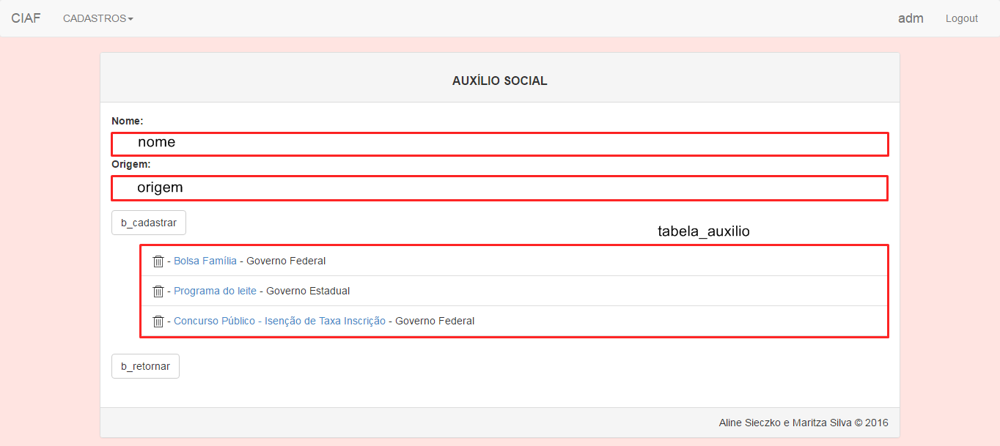 CIAF CADASTROS adm Logout
AUXÍLIO SOCIAL
Nome:
nome
Origem:
origem
b_cadastrar
tabela_auxilio
- Bolsa Família - Governo Federal
- Programa do leite - Governo Estadual
- Concurso Público - Isenção de Taxa Inscrição - Governo Federal
b_retornar
Aline Sieczko e Maritza Silva © 2016